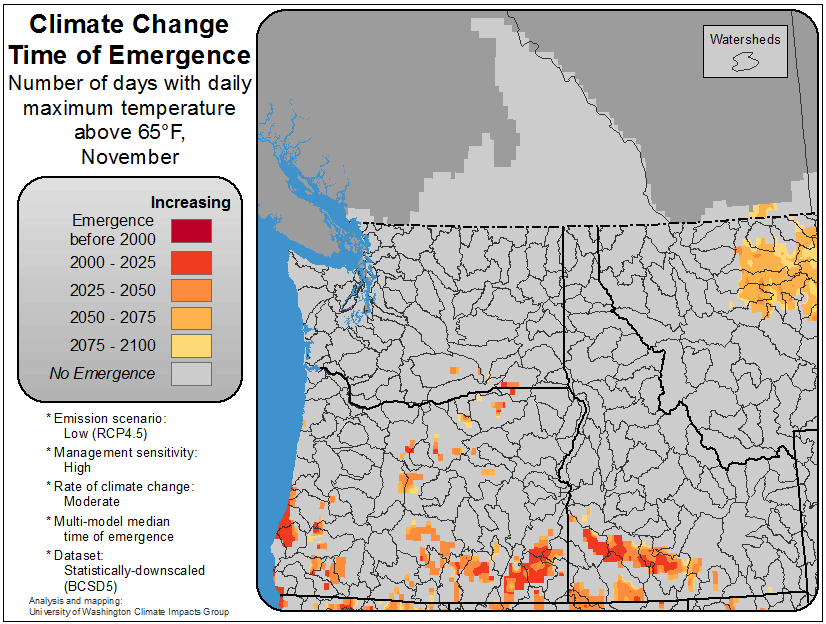 Climate Change
Time of Emergence
Number of days with daily
maximum temperature
above 65°F,
November
Increasing
Emergence
before 2000
2000 - 2025
2025 - 2050
2050 - 2075
2075 - 2100
No Emergence
* Emission scenario:
Low (RCP4.5)
* Management sensitivity:
High
* Rate of climate change:
Moderate
* Multi-model median
time of emergence
* Dataset:
Statistically-downscaled
(BCSD5)
Analysis and mapping:
University of Washington Climate Impacts Group
Watersheds